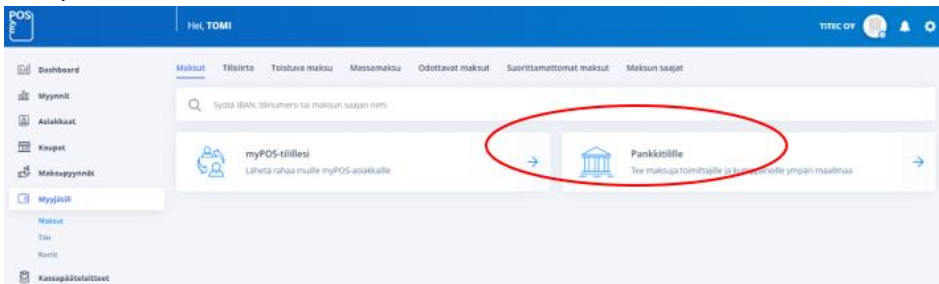 myPOS
Hei, TOMI
TITEC OY
Dashboard
Myynnit
Asiakkaat
Kaupat
Maksupyynnöt
Myyjätili
Maksut
Tilit
Kortit
Kassapäätelaitteet
Maksut Tilisiirto Toistuva maksu Massamaksu Odottavat maksut Suorittamattomat maksut Maksun saajat
Syötä IBAN, tilinumero tai maksun saajan nimi
myPOS-tilillesi
Lähetä rahaa muille myPOS-asiakkaille
Pankkitilille
Tee maksuja toimittajille ja kumppaneille ympäri maailmaa